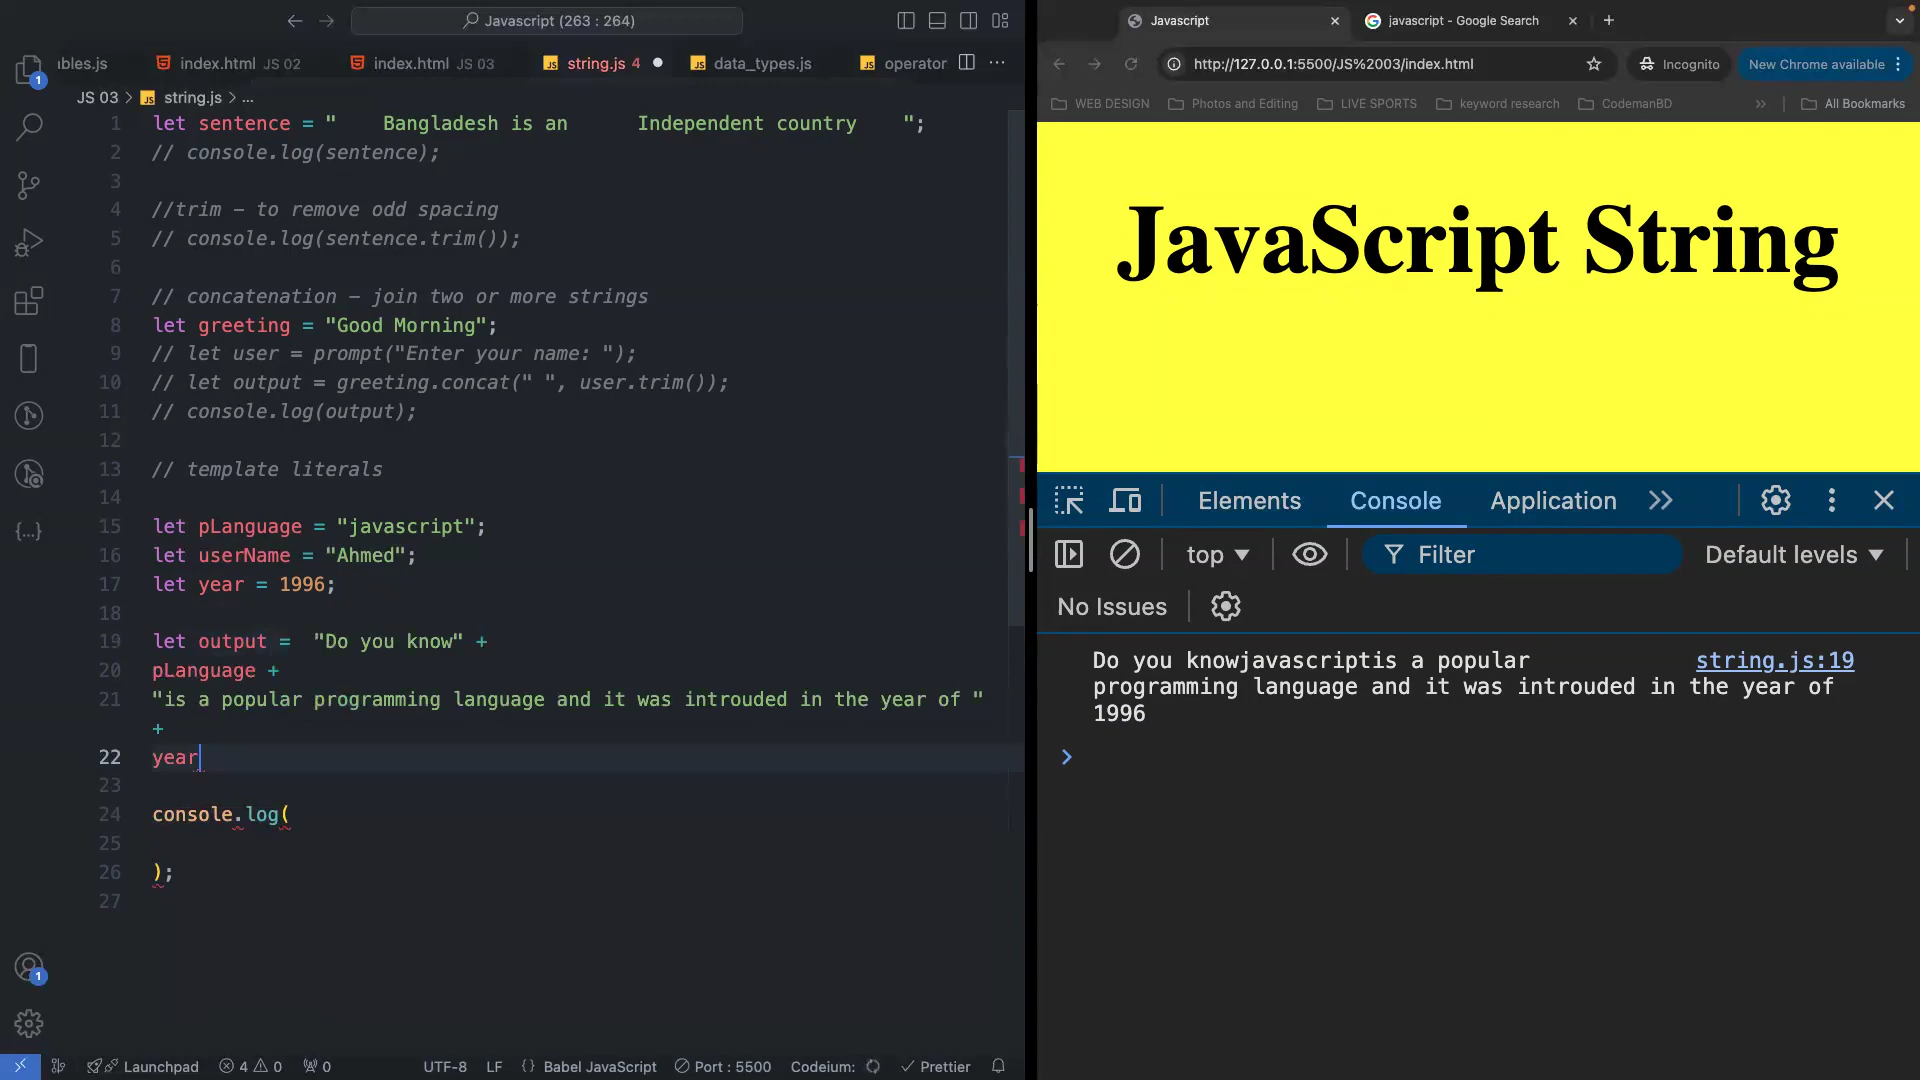 Javascript (263 : 264)
ables.js index.html JS 02 index.html JS 03 string.js 4 data_types.js operator ...
JS 03 > string.js > ...
1 let sentence = "    Bangladesh is an      Independent country    ";
2 // console.log(sentence);
3
4 //trim – to remove odd spacing
5 // console.log(sentence.trim());
6
7 // concatenation – join two or more strings
8 let greeting = "Good Morning";
9 // let user = prompt("Enter your name: ");
10 // let output = greeting.concat(" ", user.trim());
11 // console.log(output);
12
13 // template literals
14
15 let pLanguage = "javascript";
16 let userName = "Ahmed";
17 let year = 1996;
18
19 let output =  "Do you know" +
20 pLanguage +
21 "is a popular programming language and it was introuded in the year of "
+
22 year
23
24 console.log(
25
26 );
27
1
1
Launchpad 4 0 0 UTF-8 LF {} Babel JavaScript Port : 5500 Codeium: Prettier
Javascript javascript - Google Search
http://127.0.0.1:5500/JS%2003/index.html Incognito New Chrome available
WEB DESIGN Photos and Editing LIVE SPORTS keyword research CodemanBD » All Bookmarks
JavaScript String
Elements Console Application
top Filter Default levels
No Issues
Do you knowjavascriptis a popular string.js:19
programming language and it was introuded in the year of
1996